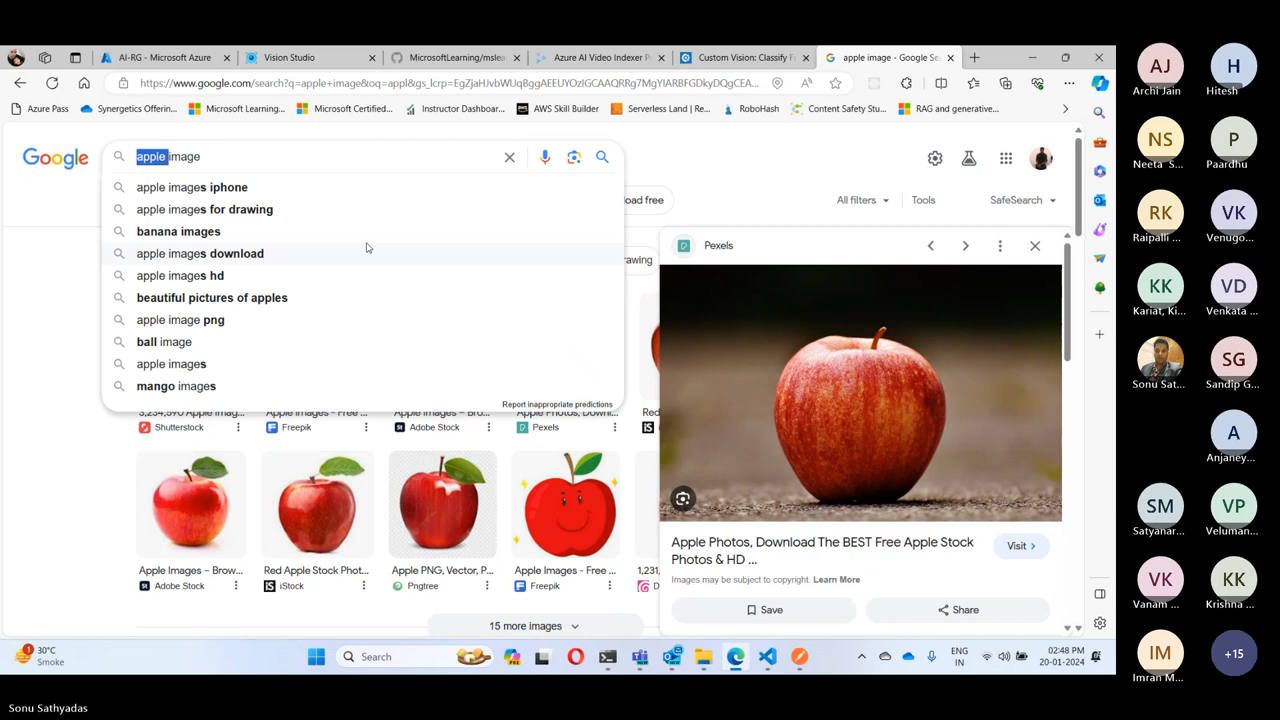 AI-RG - Microsoft Azure
Vision Studio
MicrosoftLearning/mslea
Azure AI Video Indexer P
Custom Vision: Classify F
apple image - Google Se
https://www.google.com/search?q=apple+image&oq=appl&gs_lcrp=
Azure Pass
Synergetics Offerin...
Microsoft Learning...
Microsoft Certified...
Instructor Dashboar...
AWS Skill Builder
Serverless Land | Re...
RoboHash
Content Safety Stu...
RAG and generative...
Google
apple image
apple images iphone
apple images for drawing
banana images
apple images download
apple images hd
beautiful pictures of apples
apple image png
ball image
apple images
mango images
Report inappropriate predictions
oad free
All filters
Tools
SafeSearch
rawing
Shutterstock
Freepik
Adobe Stock
Pexels
iS
Red
Apple Images – Brow...
Adobe Stock
Red Apple Stock Phot...
iStock
Apple PNG, Vector, P...
Pngtree
Apple Images - Free ...
Freepik
1,231,
15 more images
Pexels
Apple Photos, Download The BEST Free Apple Stock
Photos & HD ...
Visit
Images may be subject to copyright. Learn More
Save
Share
1
30°C
Smoke
Search
ENG
IN
02:48 PM
20-01-2024
AJ
Archi Jain
H
Hitesh
NS
Neeta S...
P
Paardhu
RK
Raipalli ...
VK
Venugo...
KK
Kariat, Ki...
VD
Venkata ...
Sonu Sat...
SG
Sandip G...
A
Anjaney...
SM
Satyanar...
VP
Veluman...
VK
Vanam ...
KK
Krishna ...
IM
Imran M...
+15
Sonu Sathyadas